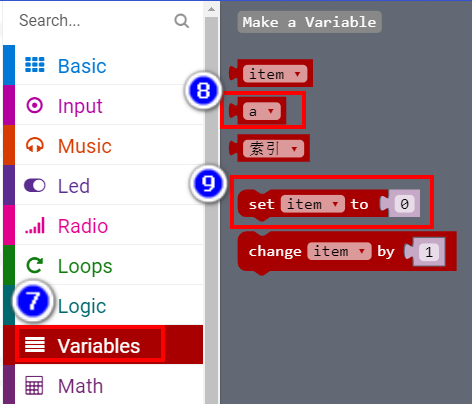 Search...
Basic
Input
Music
Led
Radio
Loops
7 Logic
Variables
Math
Make a Variable
item
8
a
索引
9
set item to 0
change item by 1